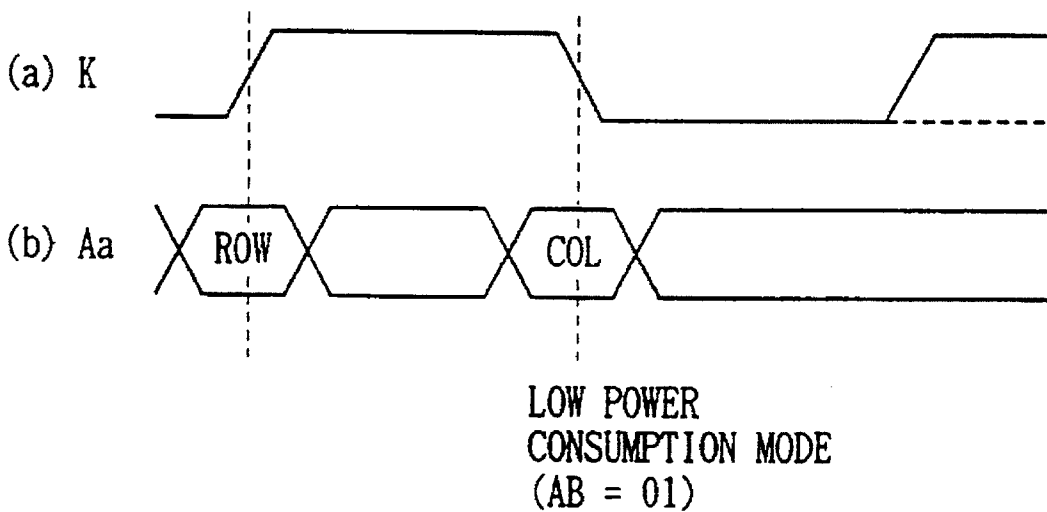 (a) K
(b) Aa
ROW
COL
LOW POWER
CONSUMPTION MODE
(AB = 01)